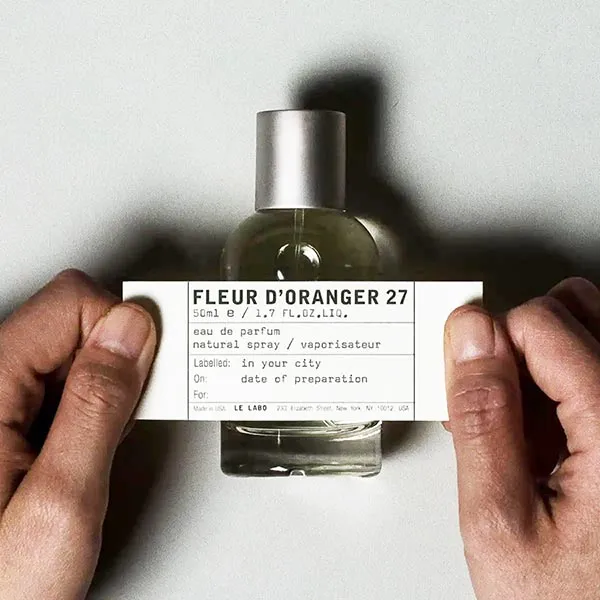 FLEUR D'ORANGER 27
50ml e / 1.7 FL.OZ.LIQ.
eau de parfum
natural spray / vaporisateur
Labelled: in your city
On: date of preparation
For:
Made in USA LE LABO 230 Elizabeth Street, New York, NY 10012, USA